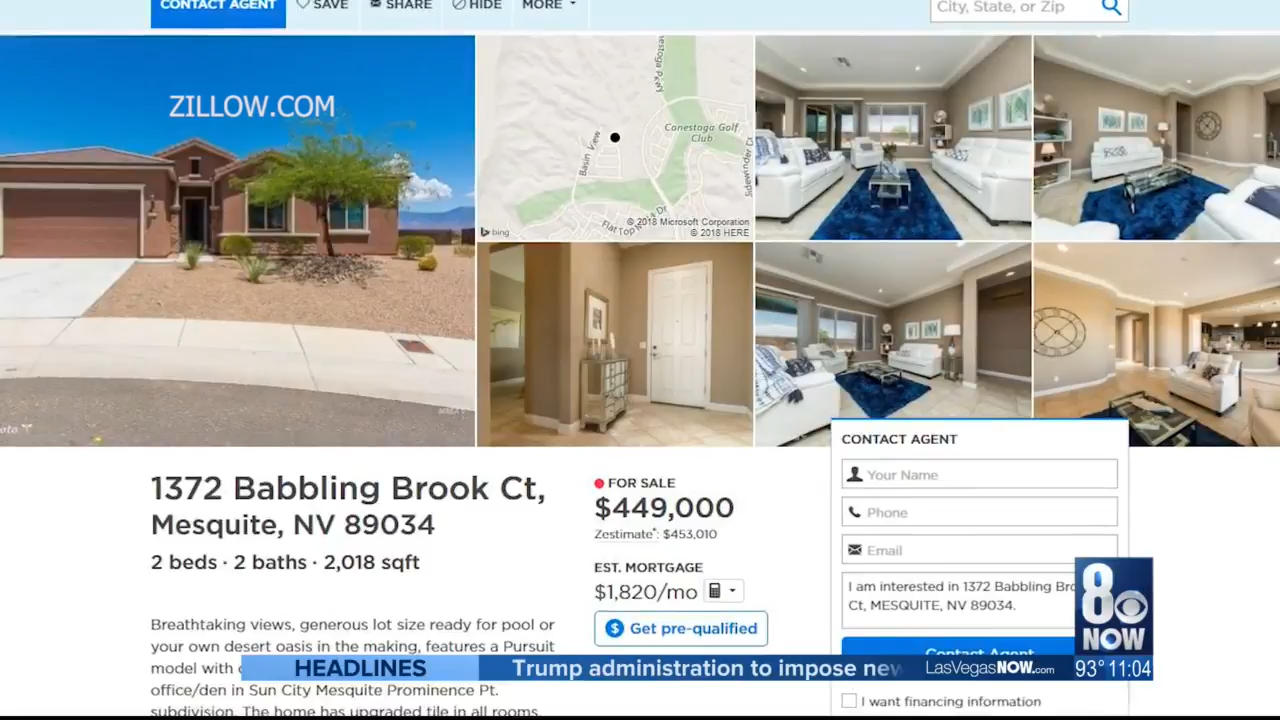 CONTACT AGENT
SAVE
SHARE
HIDE
MORE
City, State, or Zip
ZILLOW.COM
Canestoga Golf
Club
Basin View
Sidewinder
Flat Top
© 2018 Microsoft Corporation
© 2018 HERE
bing
CONTACT AGENT
Your Name
Phone
Email
I am interested in 1372 Babbling
Ct, MESQUITE, NV 89034.
Contact Agent
I want financing information
1372 Babbling Brook Ct,
Mesquite, NV 89034
2 beds · 2 baths · 2,018 sqft
FOR SALE
$449,000
Zestimate®: $453,010
EST. MORTGAGE
$1,820/mo
Get pre-qualified
Breathtaking views, generous lot size ready for pool or
your own desert oasis in the making, features a Pursuit
model with
office/den in Sun City Mesquite Prominence Pt.
subdivision. The home has upgraded tile in all rooms,
8
NOW
HEADLINES
Trump administration to impose
LasVegasNOW.com
93° 11:04